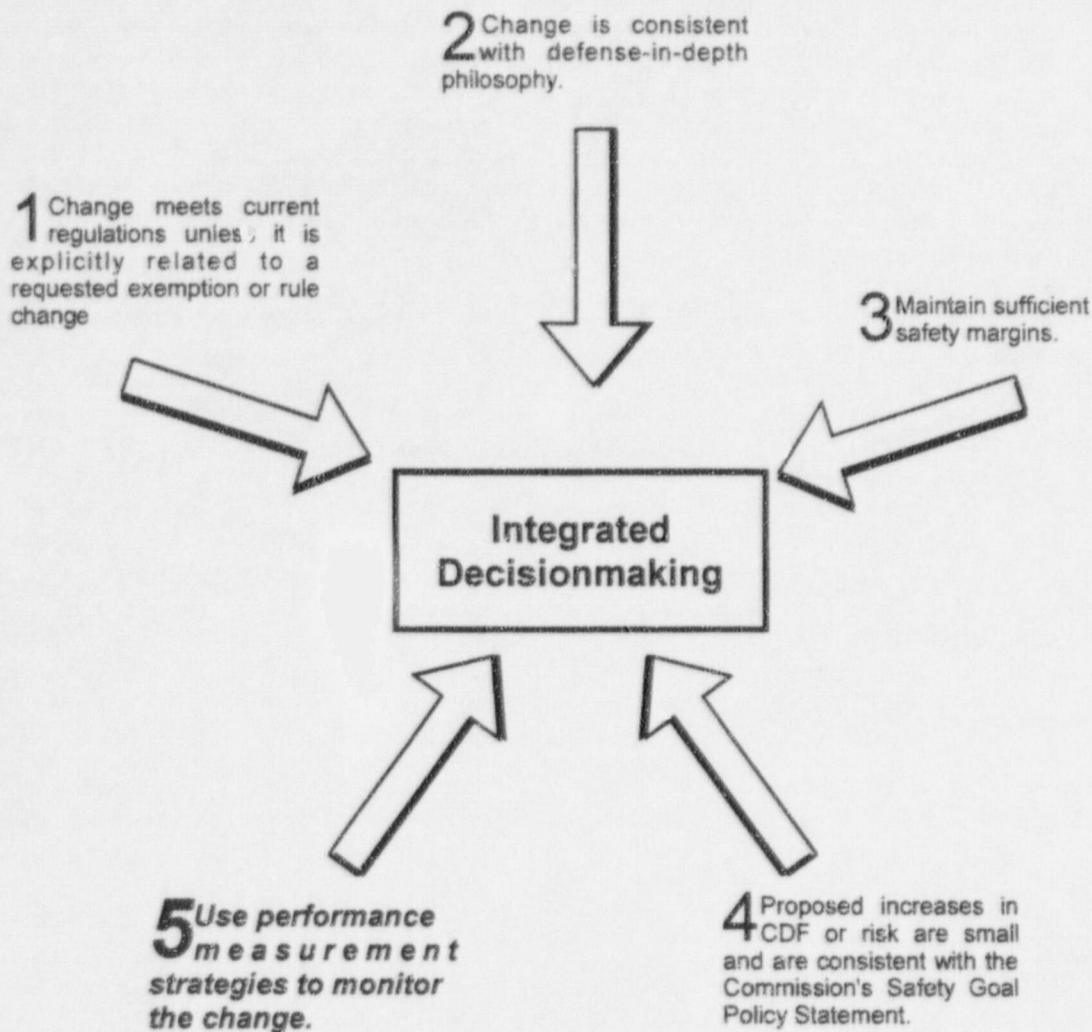 2 Change is consistent
with defense-in-depth
philosophy.
1 Change meets current
regulations unless it is
explicitly related to a
requested exemption or rule
change
3 Maintain sufficient
safety margins.
Integrated
Decisionmaking
5 Use performance
measurement
strategies to monitor
the change.
4 Proposed increases in
CDF or risk are small
and are consistent with the
Commission's Safety Goal
Policy Statement.